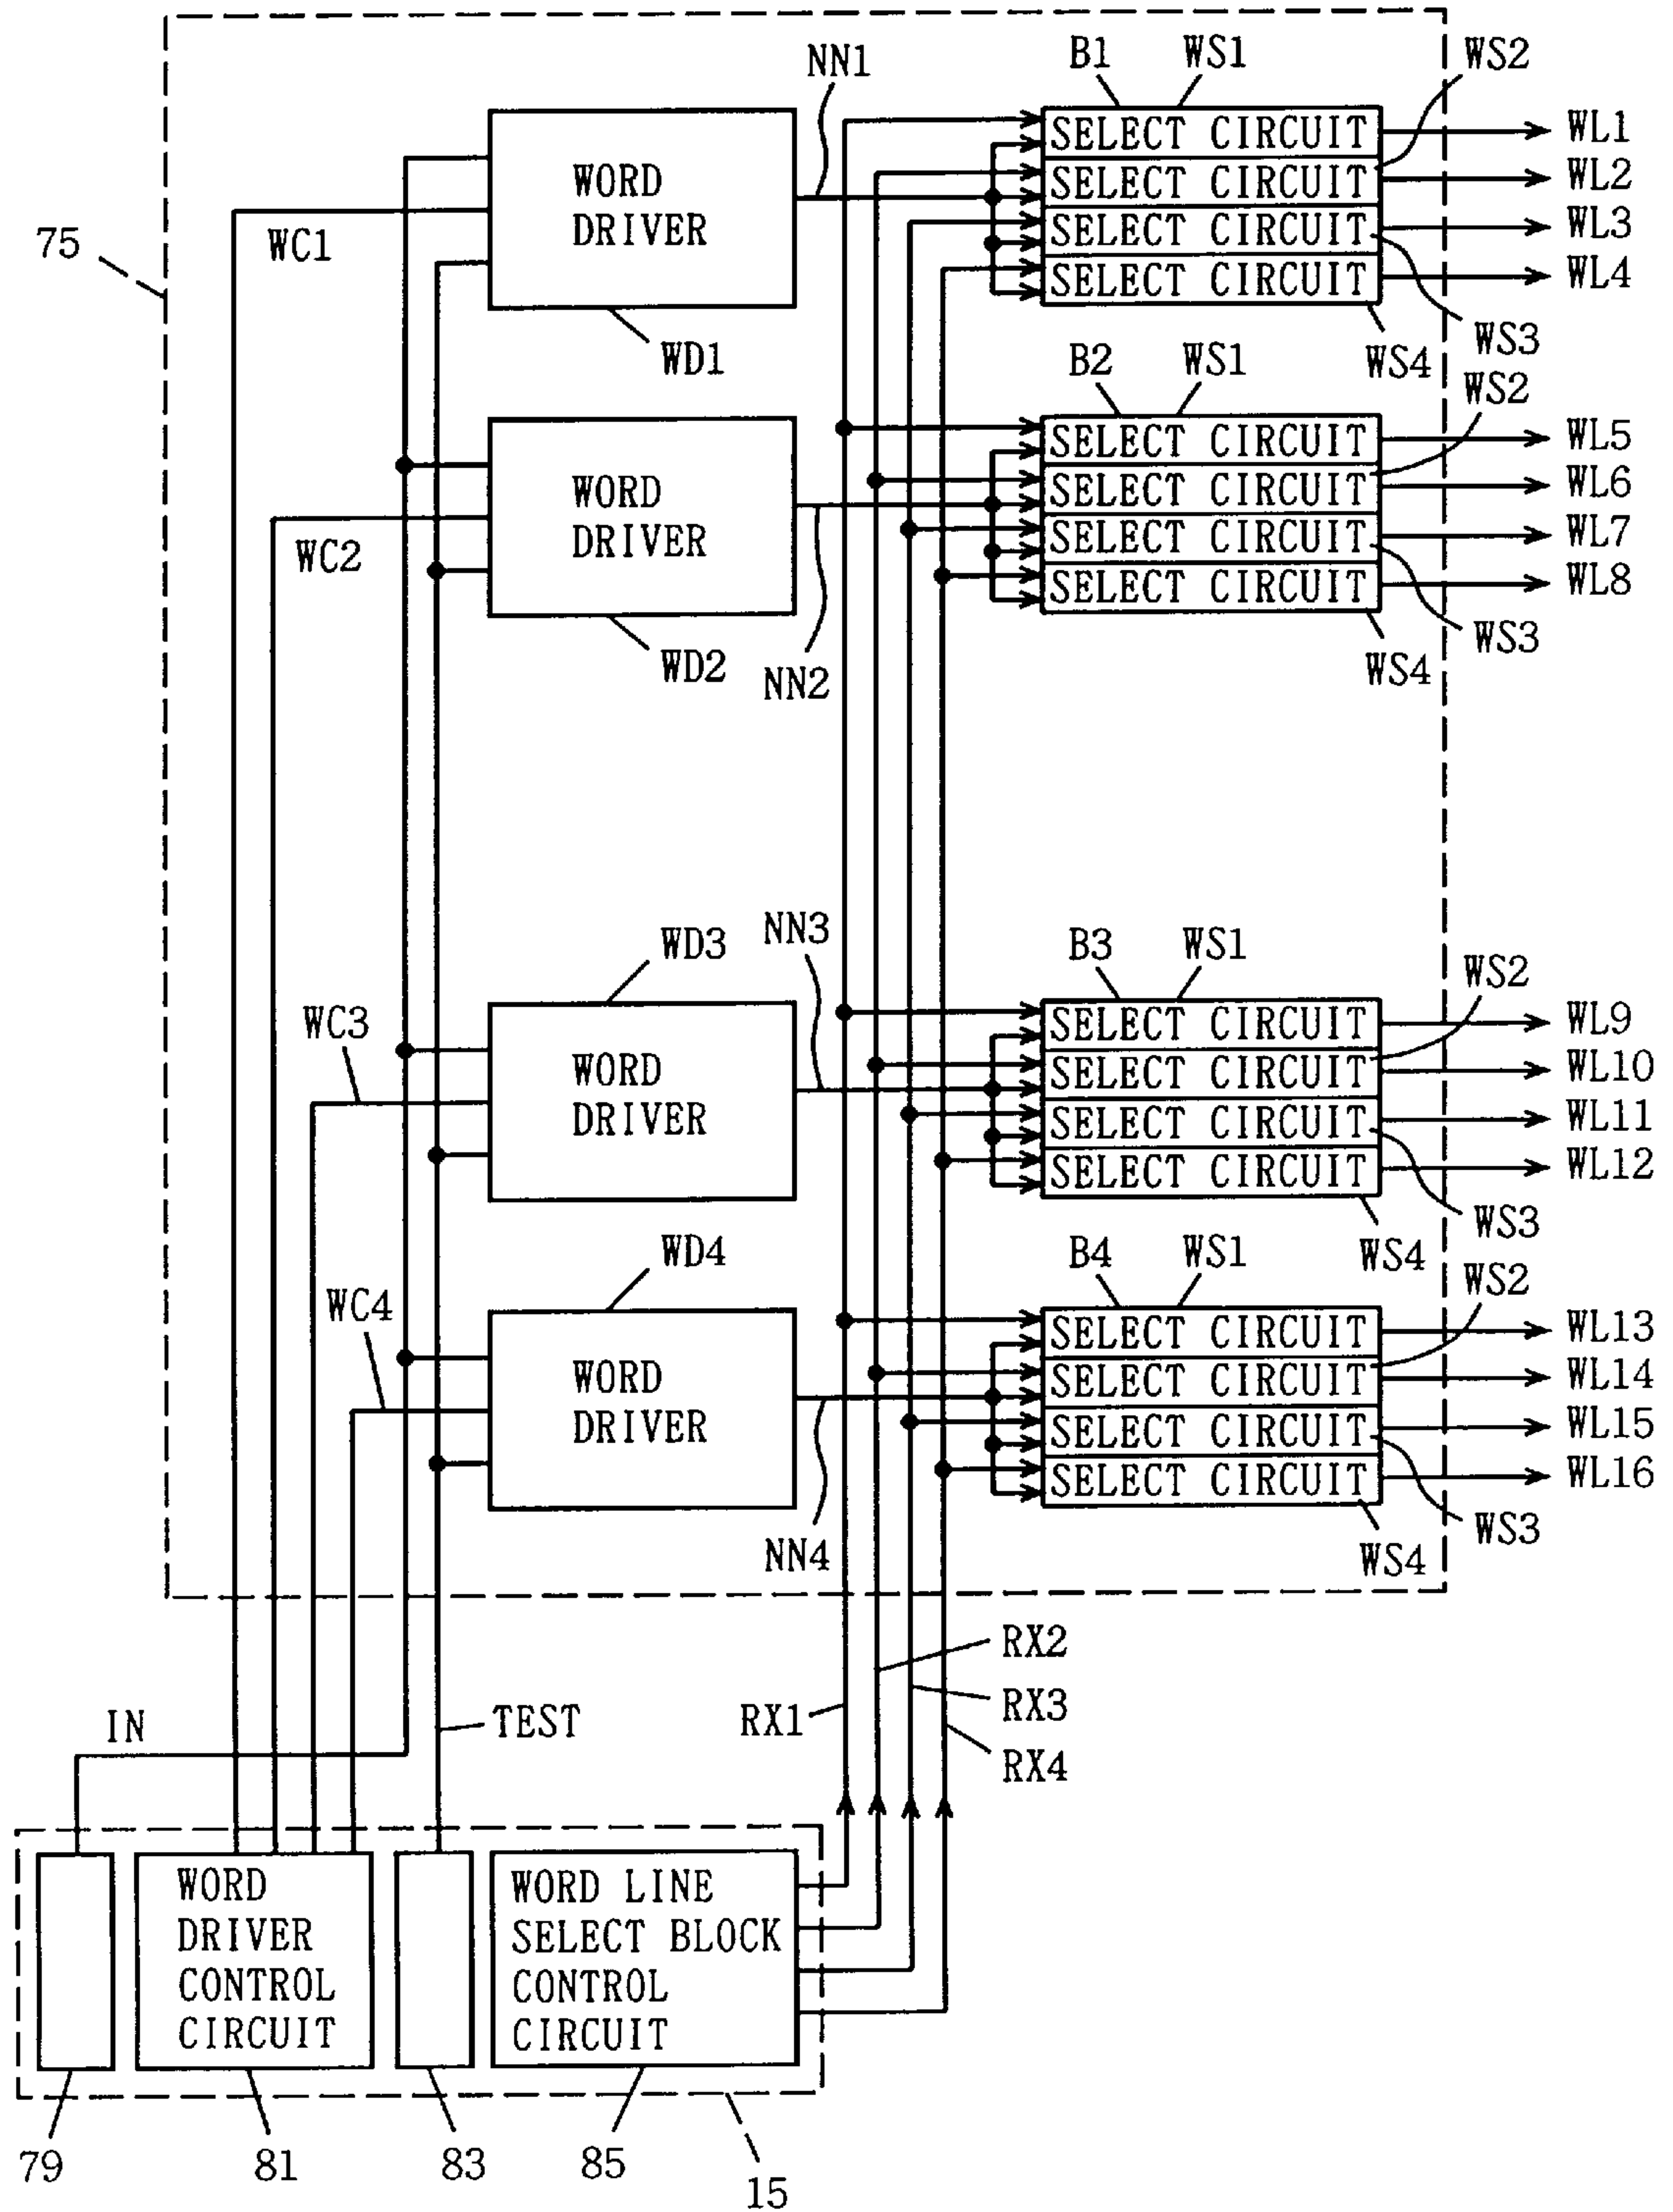 NN1
B1 WS1 WS2
SELECT CIRCUIT WL1
SELECT CIRCUIT WL2
SELECT CIRCUIT WL3
SELECT CIRCUIT WL4
WORD
DRIVER
WC1
75
WD1
WS3
WS4
B2 WS1 WS2
SELECT CIRCUIT WL5
SELECT CIRCUIT WL6
SELECT CIRCUIT WL7
SELECT CIRCUIT WL8
WORD
DRIVER
WC2
WD2
NN2
WS3
WS4
WD3
NN3
B3 WS1 WS2
WC3
SELECT CIRCUIT WL9
SELECT CIRCUIT WL10
SELECT CIRCUIT WL11
SELECT CIRCUIT WL12
WORD
DRIVER
WS3
WS4
WD4
B4 WS1 WS2
WC4
SELECT CIRCUIT WL13
SELECT CIRCUIT WL14
SELECT CIRCUIT WL15
SELECT CIRCUIT WL16
WORD
DRIVER
NN4
WS3
WS4
RX2
RX3
RX1
RX4
IN
TEST
WORD
DRIVER
CONTROL
CIRCUIT
WORD LINE
SELECT BLOCK
CONTROL
CIRCUIT
79
81
83
85
15